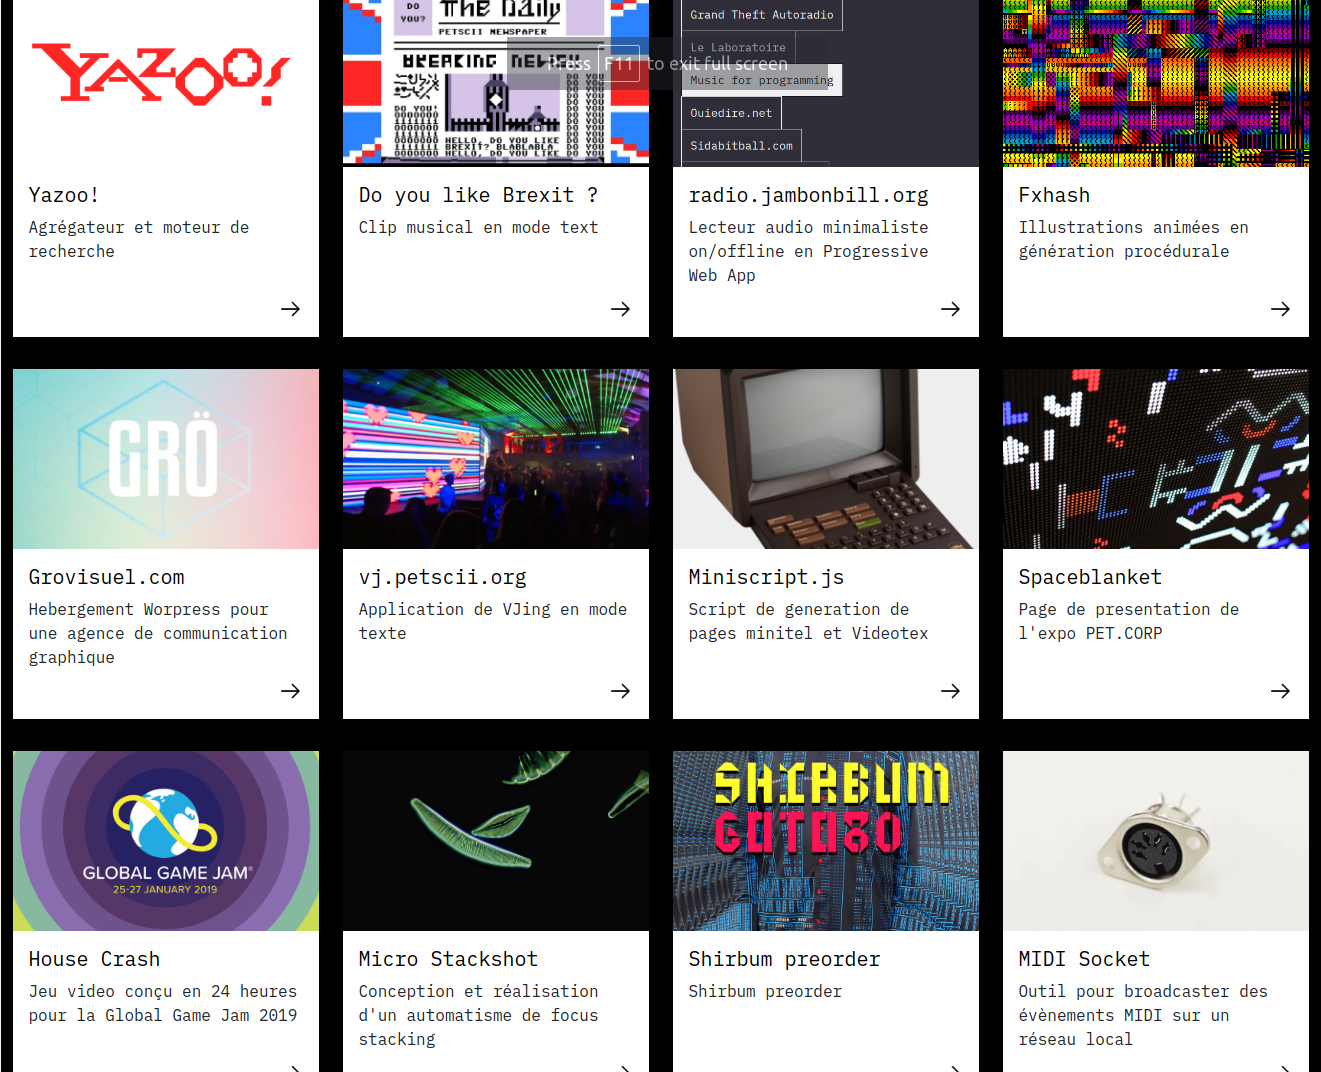 YAZOO!
DO
YOU?
THE DAILY
PETSCII NEWSPAPER
BREAKING NEWS
DO YOU!
HELLO, DO YOU LIKE
BREXIT? BLABLABLA
HELLO, DO YOU LIKE
DO YOU
Grand Theft Autoradio
Le Laboratoire
Music for programming
Ouiedire.net
Sidabitball.com
Press F11 to exit full screen
Yazoo!
Agrégateur et moteur de
recherche
Do you like Brexit ?
Clip musical en mode text
radio.jambonbill.org
Lecteur audio minimaliste
on/offline en Progressive
Web App
Fxhash
Illustrations animées en
génération procédurale
GRÖ
Grovisuel.com
Hebergement Worpress pour
une agence de communication
graphique
vj.petscii.org
Application de VJing en mode
texte
Miniscript.js
Script de generation de
pages minitel et Videotex
Spaceblanket
Page de presentation de
l'expo PET.CORP
GLOBAL GAME JAM®
25-27 JANUARY 2019
SHIRBUM
GOTO80
House Crash
Jeu video conçu en 24 heures
pour la Global Game Jam 2019
Micro Stackshot
Conception et réalisation
d'un automatisme de focus
stacking
Shirbum preorder
Shirbum preorder
MIDI Socket
Outil pour broadcaster des
évènements MIDI sur un
réseau local